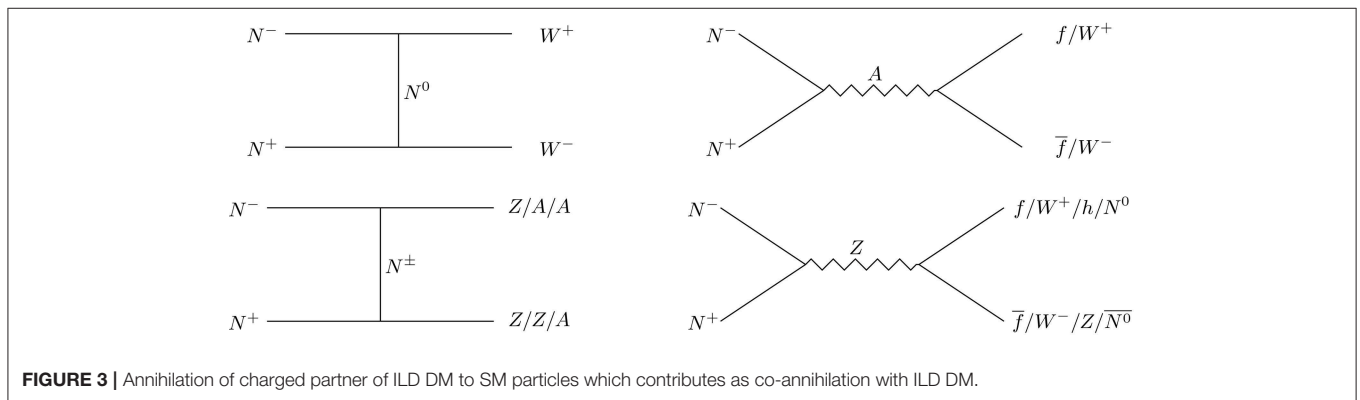 N⁻ W⁺
N⁰
N⁺ W⁻
N⁻ f/W⁺
A
N⁺ f̅/W⁻
N⁻ Z/A/A
N±
N⁺ Z/Z/A
N⁻ f/W⁺/h/N⁰
Z
N⁺ f̅/W⁻/Z/N̅⁰̅
FIGURE 3 | Annihilation of charged partner of ILD DM to SM particles which contributes as co-annihilation with ILD DM.